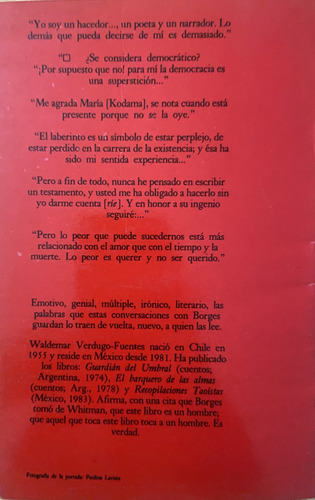 "Yo soy un hacedor..., un poeta y un narrador. Lo
demás que pueda decirse de mí es demasiado."
"□ ¿Se considera democrático?
"¡Por supuesto que no! para mí la democracia es
una superstición..."
"Me agrada María [Kodama], se nota cuando está
presente porque no se la oye."
"El laberinto es un símbolo de estar perplejo, de
estar perdido en la carrera de la existencia; y ésa ha
sido mi sentida experiencia..."
"Pero a fin de todo, nunca he pensado en escribir
un testamento, y usted me ha obligado a hacerlo sin
yo darme cuenta [ríe]. Y en honor a su ingenio
seguiré:..."
"Pero lo peor que puede sucedernos está más
relacionado con el amor que con el tiempo y la
muerte. Lo peor es querer y no ser querido."
Emotivo, genial, múltiple, irónico, literario, las
palabras que estas conversaciones con Borges
guardan lo traen de vuelta, nuevo, a quien las lee.
Waldemar Verdugo-Fuentes nació en Chile en
1955 y reside en México desde 1981. Ha publicado
los libros: Guardián del Umbral (cuentos;
Argentina, 1974). El barquero de las almas
(cuentos; Arg., 1978) y Recopilaciones Taoístas
(México, 1983). Afirma, con una cita que Borges
tomó de Whitman, que este libro es un hombre;
que aquel que toca este libro toca a un hombre. Es
verdad.
Fotografía de la portada: Paulina Lavista